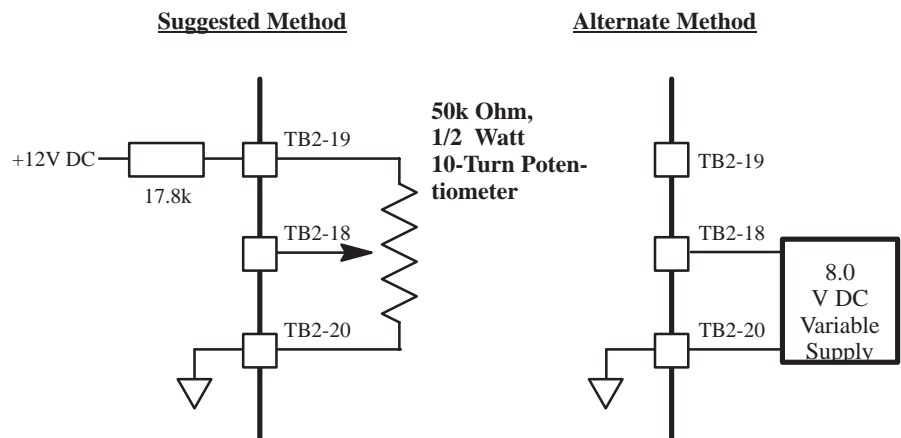 Suggested Method
Alternate Method
50k Ohm,
1/2 Watt
10-Turn Poten-
tiometer
+12V DC
17.8k
TB2-19
TB2-18
TB2-20
TB2-19
TB2-18
TB2-20
8.0
V DC
Variable
Supply